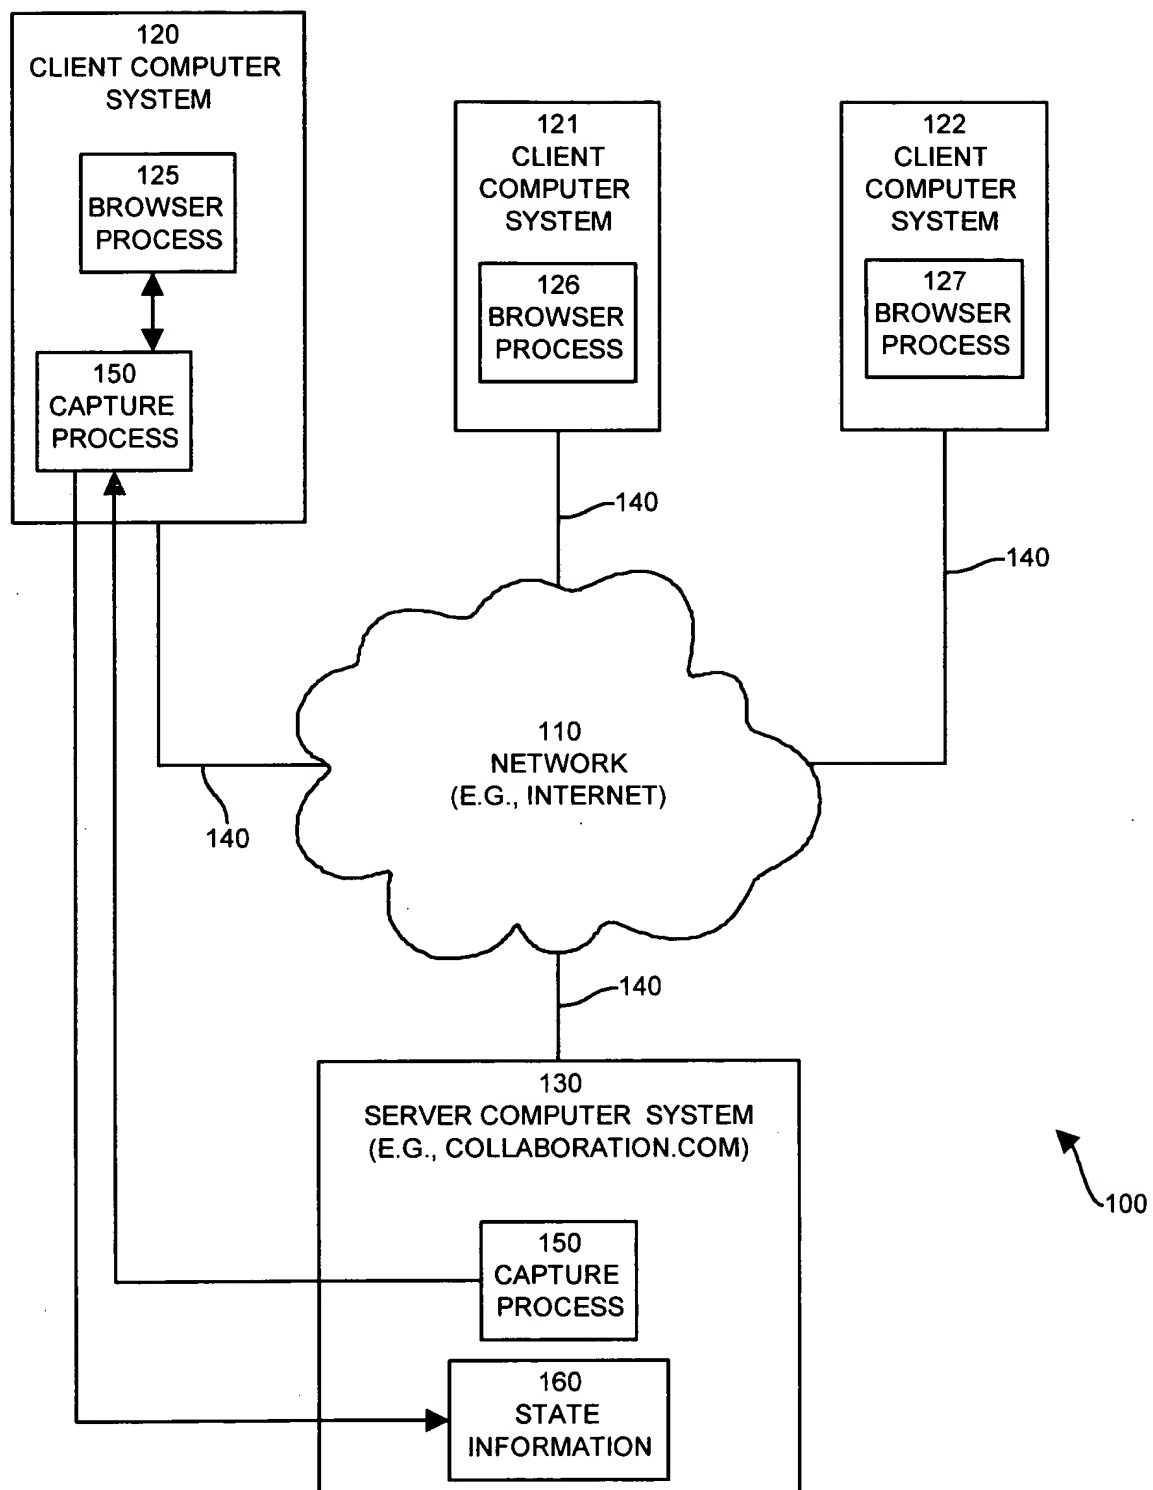 120
CLIENT COMPUTER
SYSTEM
125
BROWSER
PROCESS
150
CAPTURE
PROCESS
121
CLIENT
COMPUTER
SYSTEM
126
BROWSER
PROCESS
122
CLIENT
COMPUTER
SYSTEM
127
BROWSER
PROCESS
140
140
110
NETWORK
(E.G., INTERNET)
140
140
130
SERVER COMPUTER SYSTEM
(E.G., COLLABORATION.COM)
100
150
CAPTURE
PROCESS
160
STATE
INFORMATION